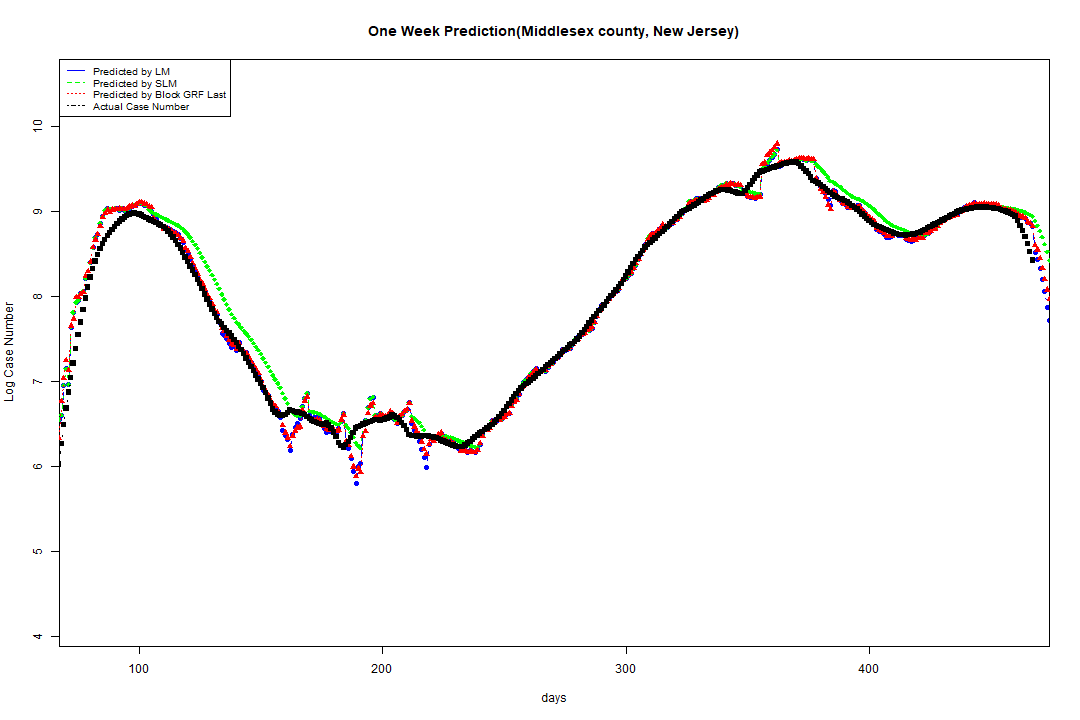 One Week Prediction(Middlesex county, New Jersey)
Predicted by LM
Predicted by SLM
Predicted by Block GRF Last
Actual Case Number
10
9
8
7
6
5
4
Log Case Number
100
200
300
400
days